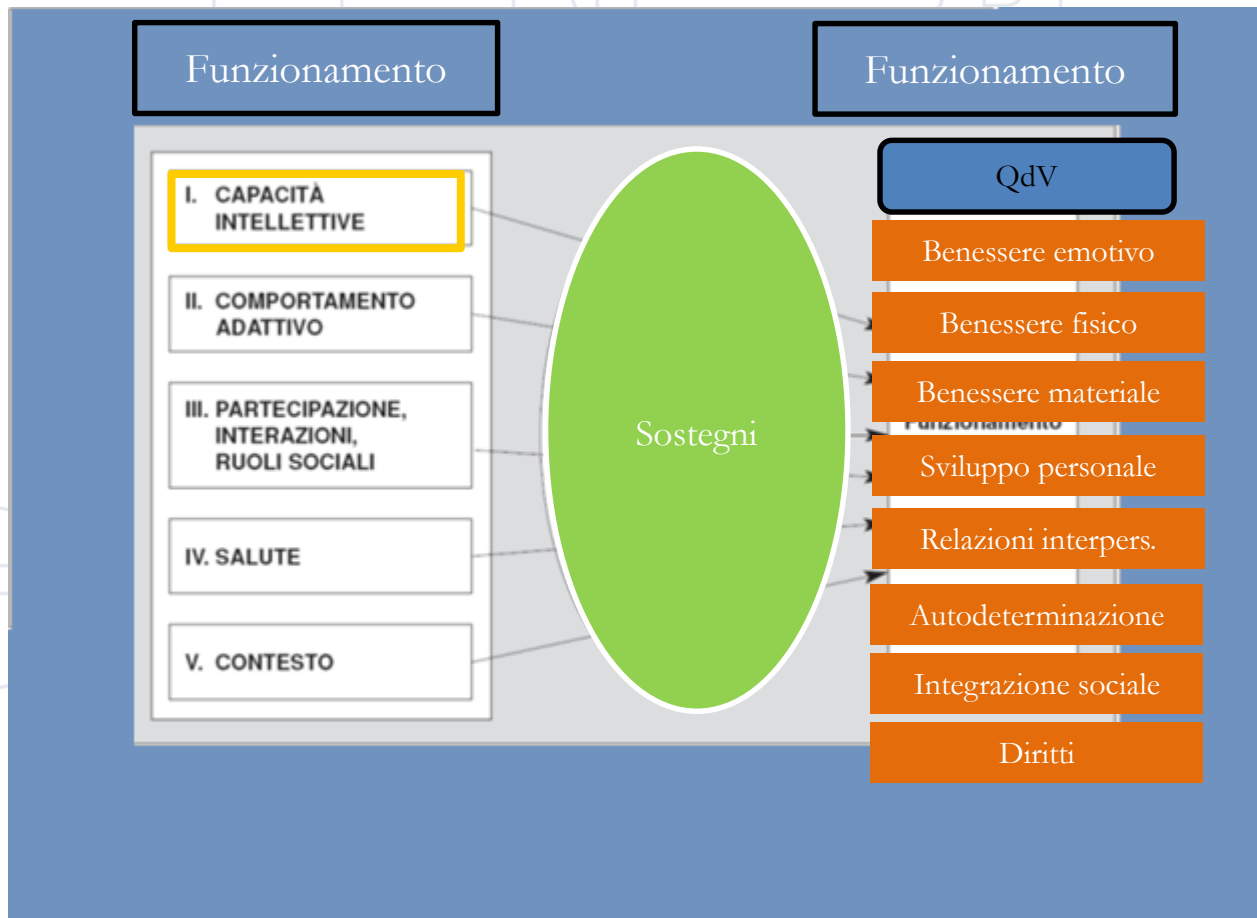 Funzionamento
Funzionamento
I. CAPACITÀ
INTELLETTIVE
II. COMPORTAMENTO
ADATTIVO
III. PARTECIPAZIONE,
INTERAZIONI,
RUOLI SOCIALI
IV. SALUTE
V. CONTESTO
Sostegni
QdV
Benessere emotivo
Benessere fisico
Benessere materiale
Funzionamento
Sviluppo personale
Relazioni interpers.
Autodeterminazione
Integrazione sociale
Diritti